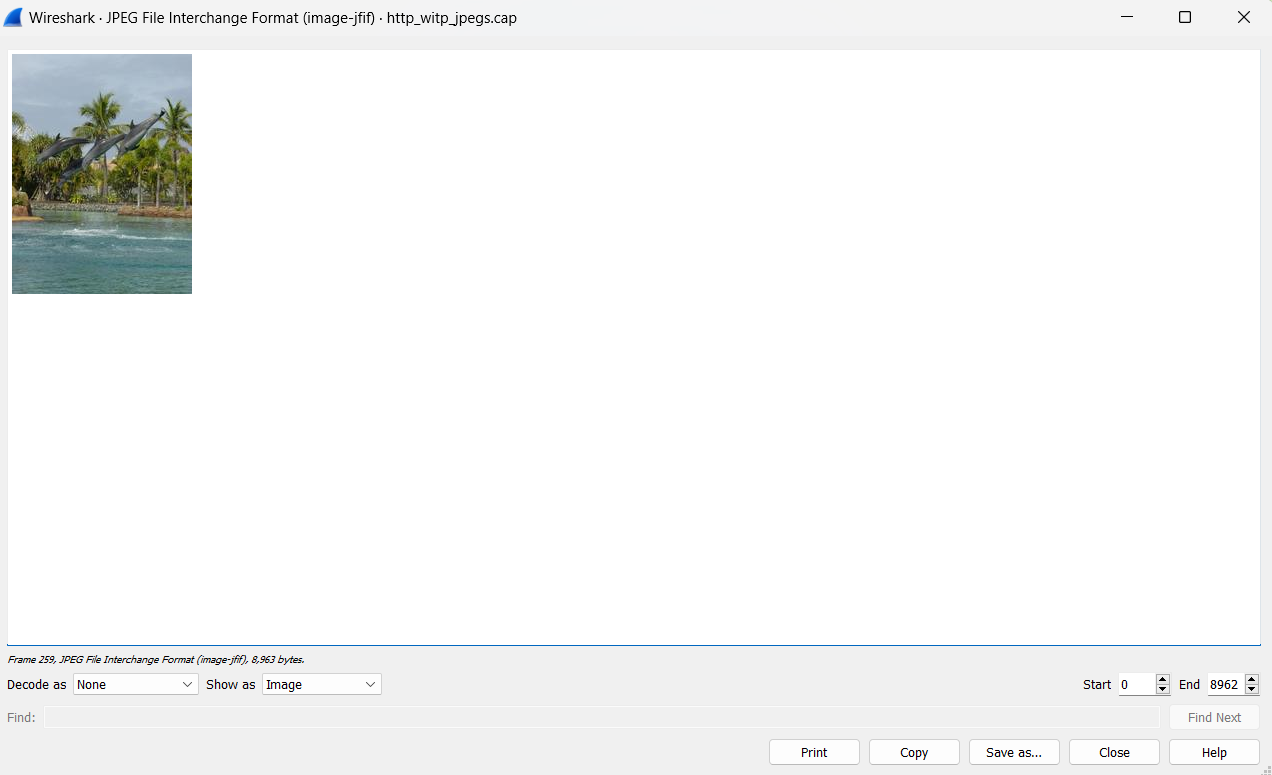 Wireshark · JPEG File Interchange Format (image-jfif) · http_witp_jpegs.cap
Frame 259, JPEG File Interchange Format (image-jfif), 8,963 bytes.
Decode as None Show as Image Start 0 End 8962
Find: Find Next
Print Copy Save as... Close Help